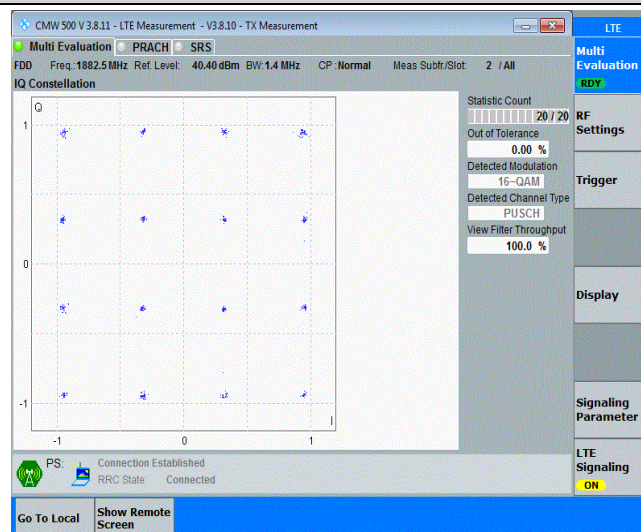 CMW 500 V 3.8.11 - LTE Measurement - V3.8.10 - TX Measurement
LTE
Multi Evaluation PRACH SRS
Multi
Evaluation
RDY
FDD Freq.:1882.5 MHz Ref. Level: 40.40 dBm BW:1.4 MHz CP :Normal Meas Subfr./Slot: 2 / All
IQ Constellation
Statistic Count
20 / 20
Out of Tolerance
0.00 %
Detected Modulation
16-QAM
Detected Channel Type
PUSCH
View Filter Throughput
100.0 %
Q
1
0
-1
I
-1 0 1
RF
Settings
Trigger
Display
Signaling
Parameter
LTE
Signaling
ON
PS: Connection Established
RRC State: Connected
Go To Local
Show Remote
Screen